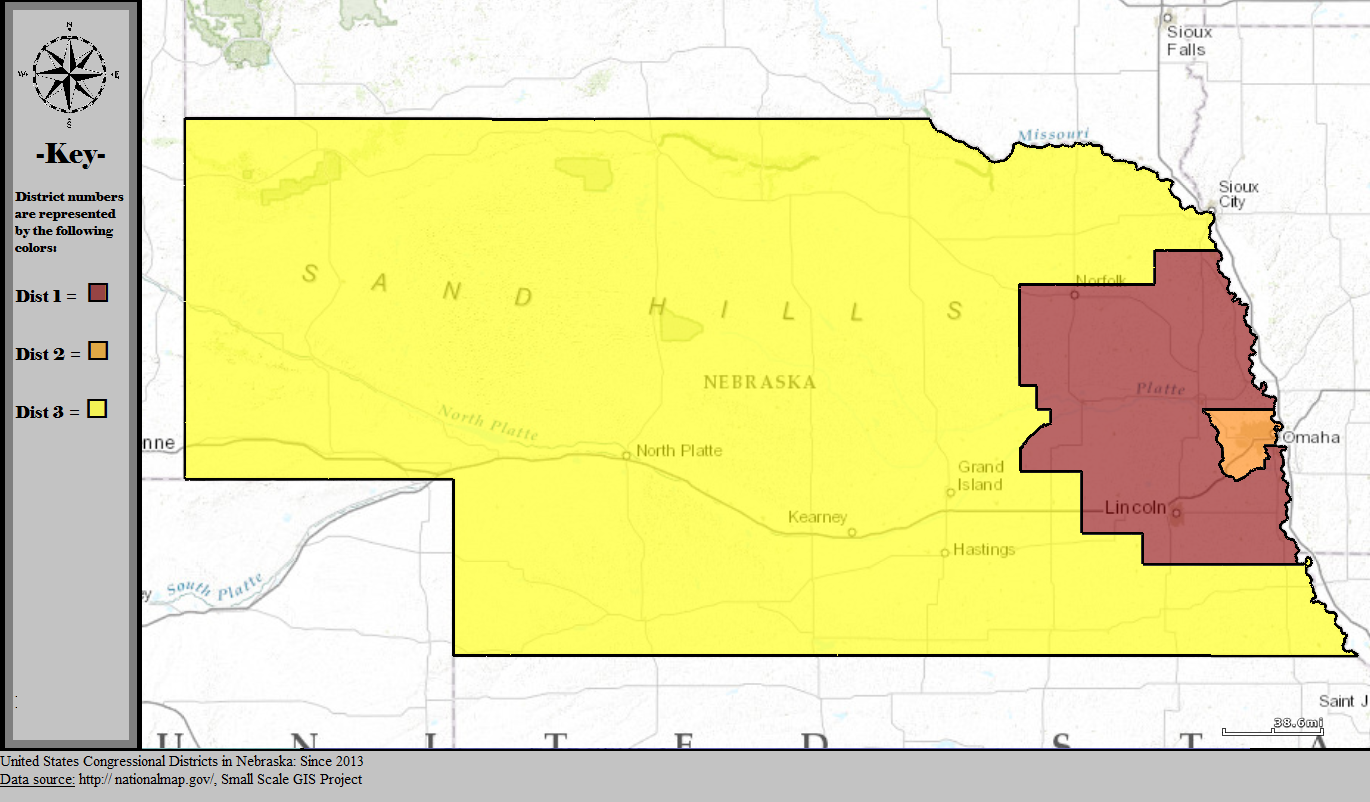 N
W
E
S
-Key-
District numbers
are represented
by the following
colors:
Dist 1 =
Dist 2 =
Dist 3 =
Sioux
Falls
Missouri
Sioux
City
Norfolk
S A N D H I L L S
NEBRASKA
Platte
North Platte
nne
North Platte
Omaha
Grand
Island
Kearney
Lincoln
Hastings
South Platte
ey
Saint J
38.6mi
U N I T E D S T A
United States Congressional Districts in Nebraska: Since 2013
Data source: http:// nationalmap.gov/, Small Scale GIS Project